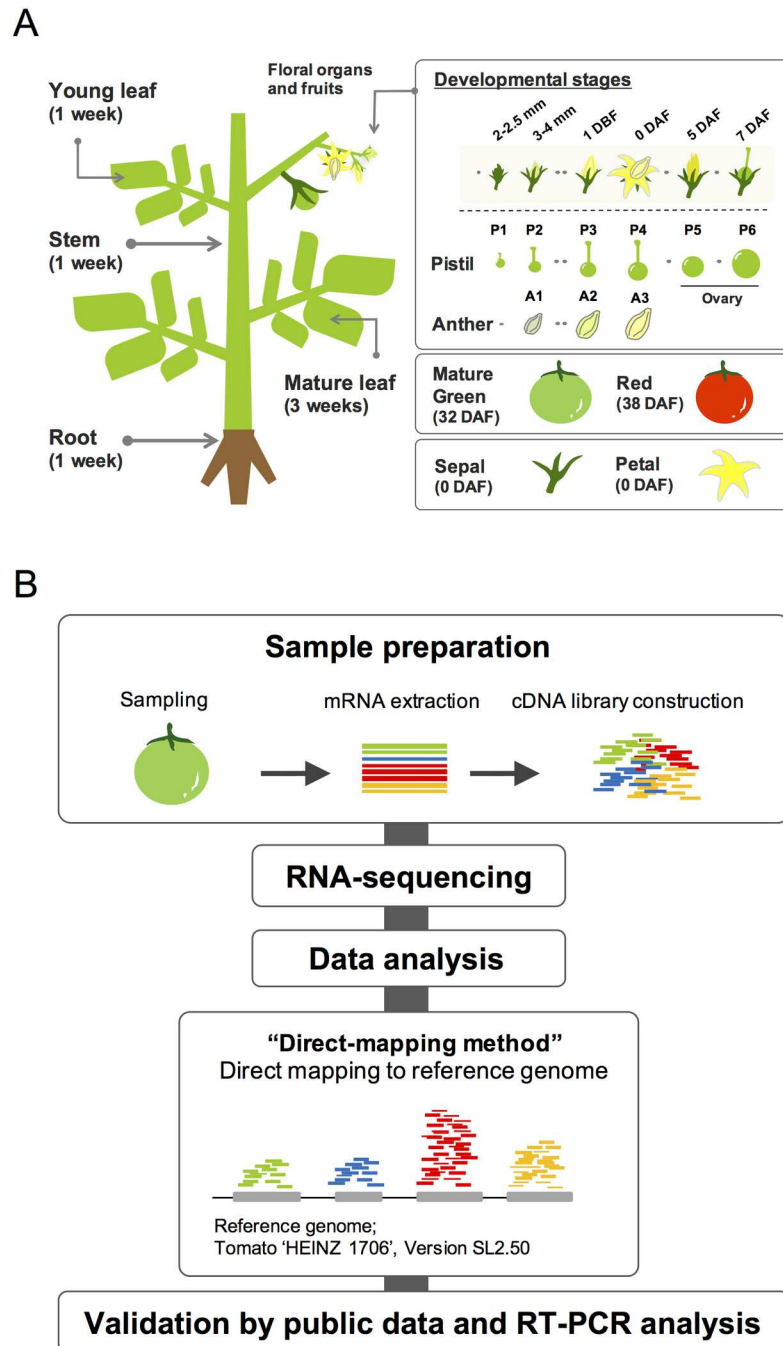 A
Young leaf
(1 week)
Floral organs
and fruits
Stem
(1 week)
Mature leaf
(3 weeks)
Root
(1 week)
Developmental stages
2-2.5 mm
3-4 mm
1 DBF
0 DAF
5 DAF
7 DAF
P1 P2 P3 P4 P5 P6
Pistil
Ovary
A1 A2 A3
Anther
Mature
Green
(32 DAF)
Red
(38 DAF)
Sepal
(0 DAF)
Petal
(0 DAF)
B
Sample preparation
Sampling
mRNA extraction
cDNA library construction
RNA-sequencing
Data analysis
“Direct-mapping method”
Direct mapping to reference genome
Reference genome;
Tomato ‘HEINZ 1706’, Version SL2.50
Validation by public data and RT-PCR analysis